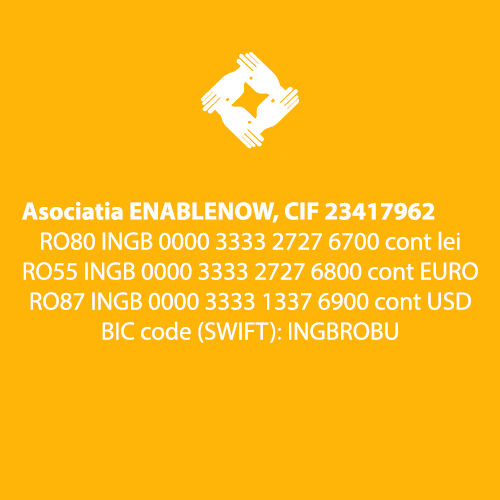 Asociatia ENABLENOW, CIF 23417962
RO80 INGB 0000 3333 2727 6700 cont lei
RO55 INGB 0000 3333 2727 6800 cont EURO
RO87 INGB 0000 3333 1337 6900 cont USD
BIC code (SWIFT): INGBROBU